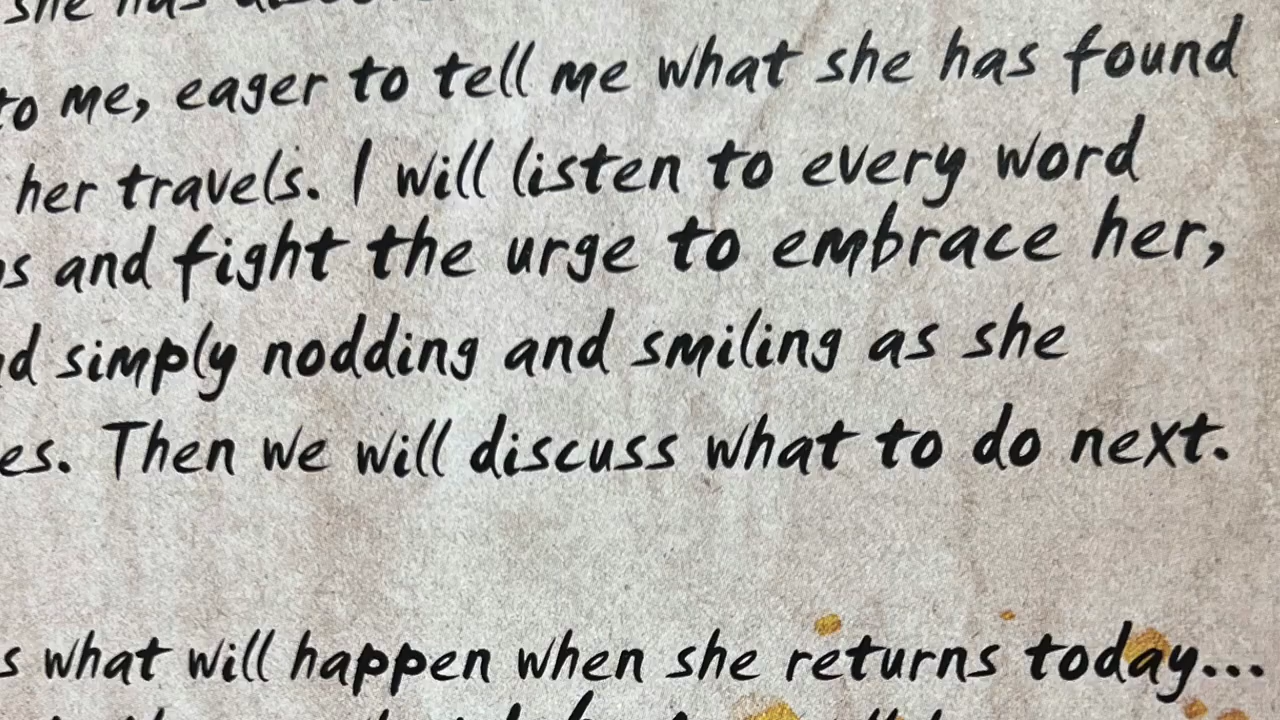 she has
to me, eager to tell me what she has found
her travels. I will listen to every word
and fight the urge to embrace her,
simply nodding and smiling as she
Then we will discuss what to do next.
what will happen when she returns today...